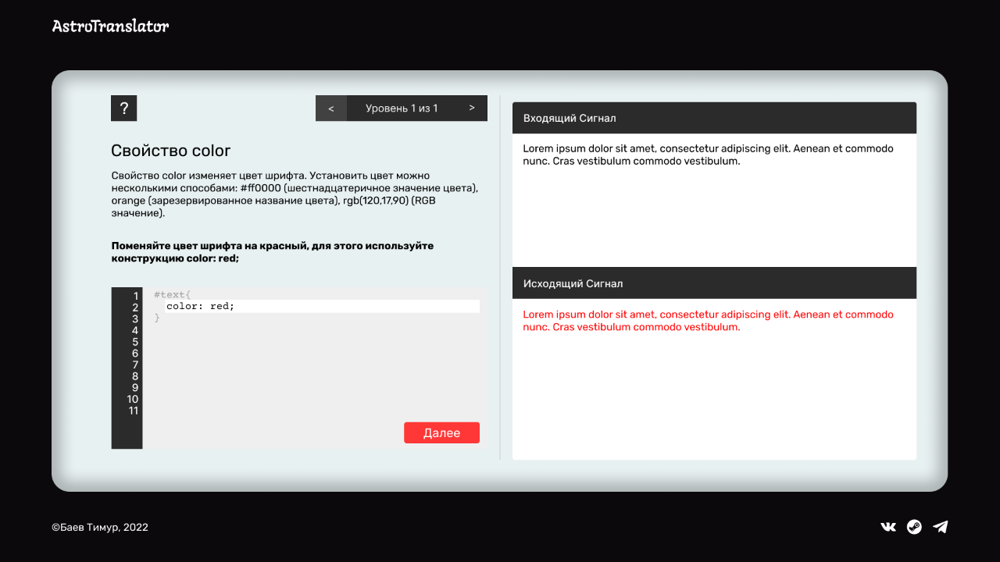 AstroTranslator
?
< Уровень 1 из 1 >
Свойство color
Свойство color изменяет цвет шрифта. Установить цвет можно
несколькими способами: #ff0000 (шестнадцатеричное значение цвета),
orange (зарезервированное название цвета), rgb(120,17,90) (RGB
значение).
Поменяйте цвет шрифта на красный, для этого используйте
конструкцию color: red;
1 #text{
2 color: red;
3 }
4
5
6
7
8
9
10
11
Далее
Входящий Сигнал
Lorem ipsum dolor sit amet, consectetur adipiscing elit. Aenean et commodo
nunc. Cras vestibulum commodo vestibulum.
Исходящий Сигнал
Lorem ipsum dolor sit amet, consectetur adipiscing elit. Aenean et commodo
nunc. Cras vestibulum commodo vestibulum.
©Баев Тимур, 2022